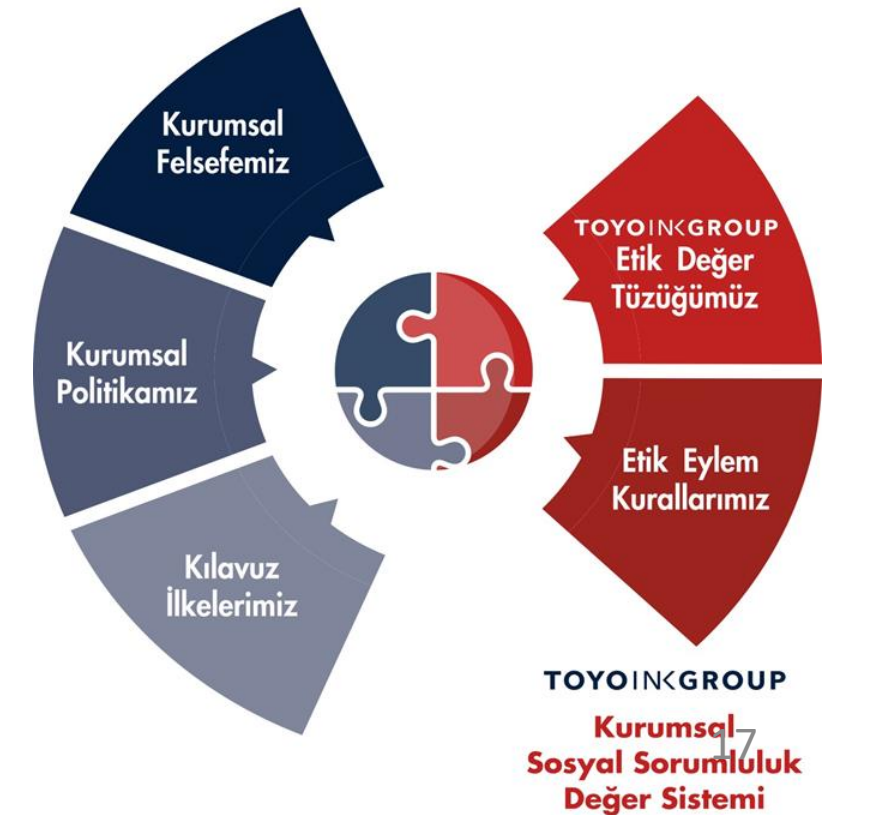 Kurumsal
Felsefemiz
Kurumsal
Politikamız
Kılavuz
İlkelerimiz
TOYOINKGROUP
Etik Değer
Tüzüğümüz
Etik Eylem
Kurallarımız
TOYOINKGROUP
Kurumsal
Sosyal Sorumluluk
Değer Sistemi
17